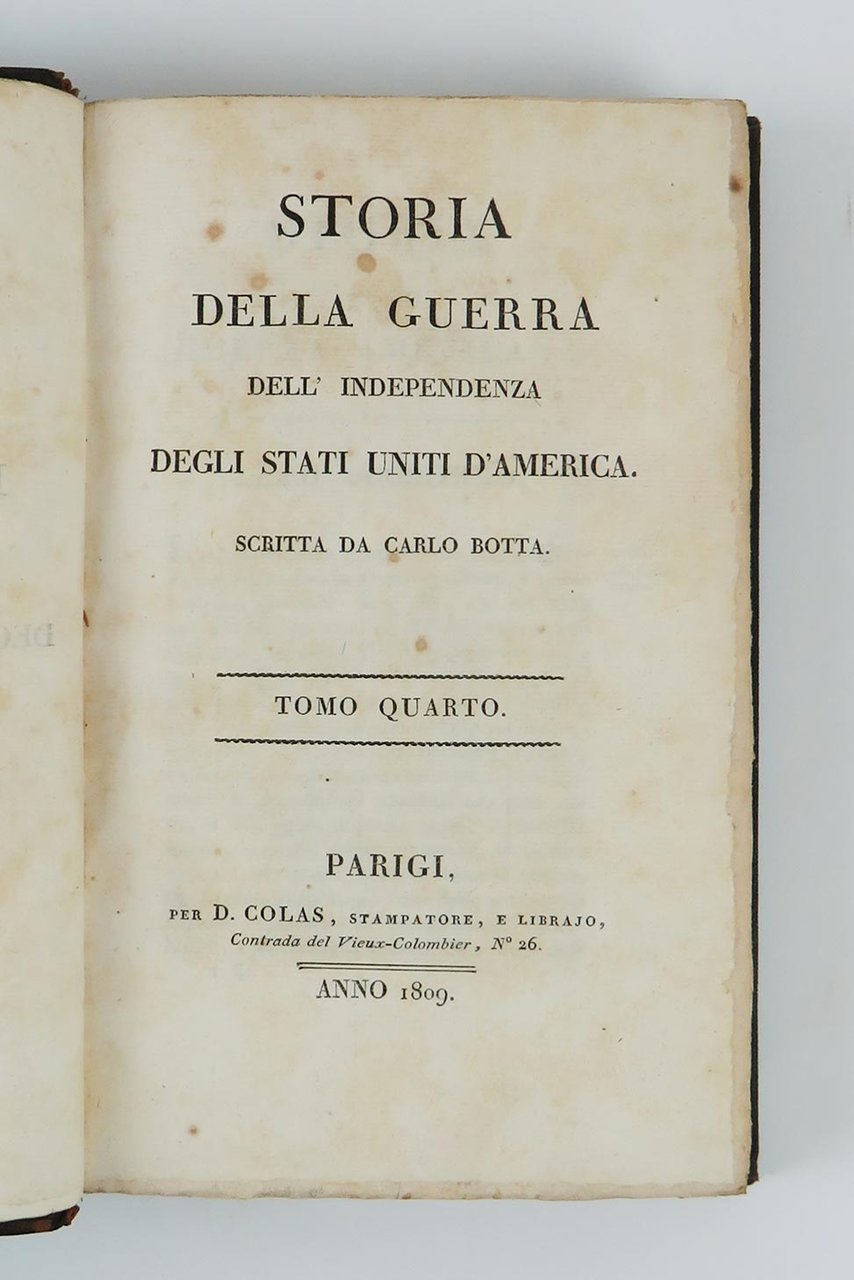 STORIA
DELLA GUERRA
DELL' INDEPENDENZA
DEGLI STATI UNITI D'AMERICA.
SCRITTA DA CARLO BOTTA.
TOMO QUARTO.
PARIGI,
PER D. COLAS, STAMPATORE, E LIBRAJO,
Contrada del Vieux-Colombier, N° 26.
ANNO 1809.